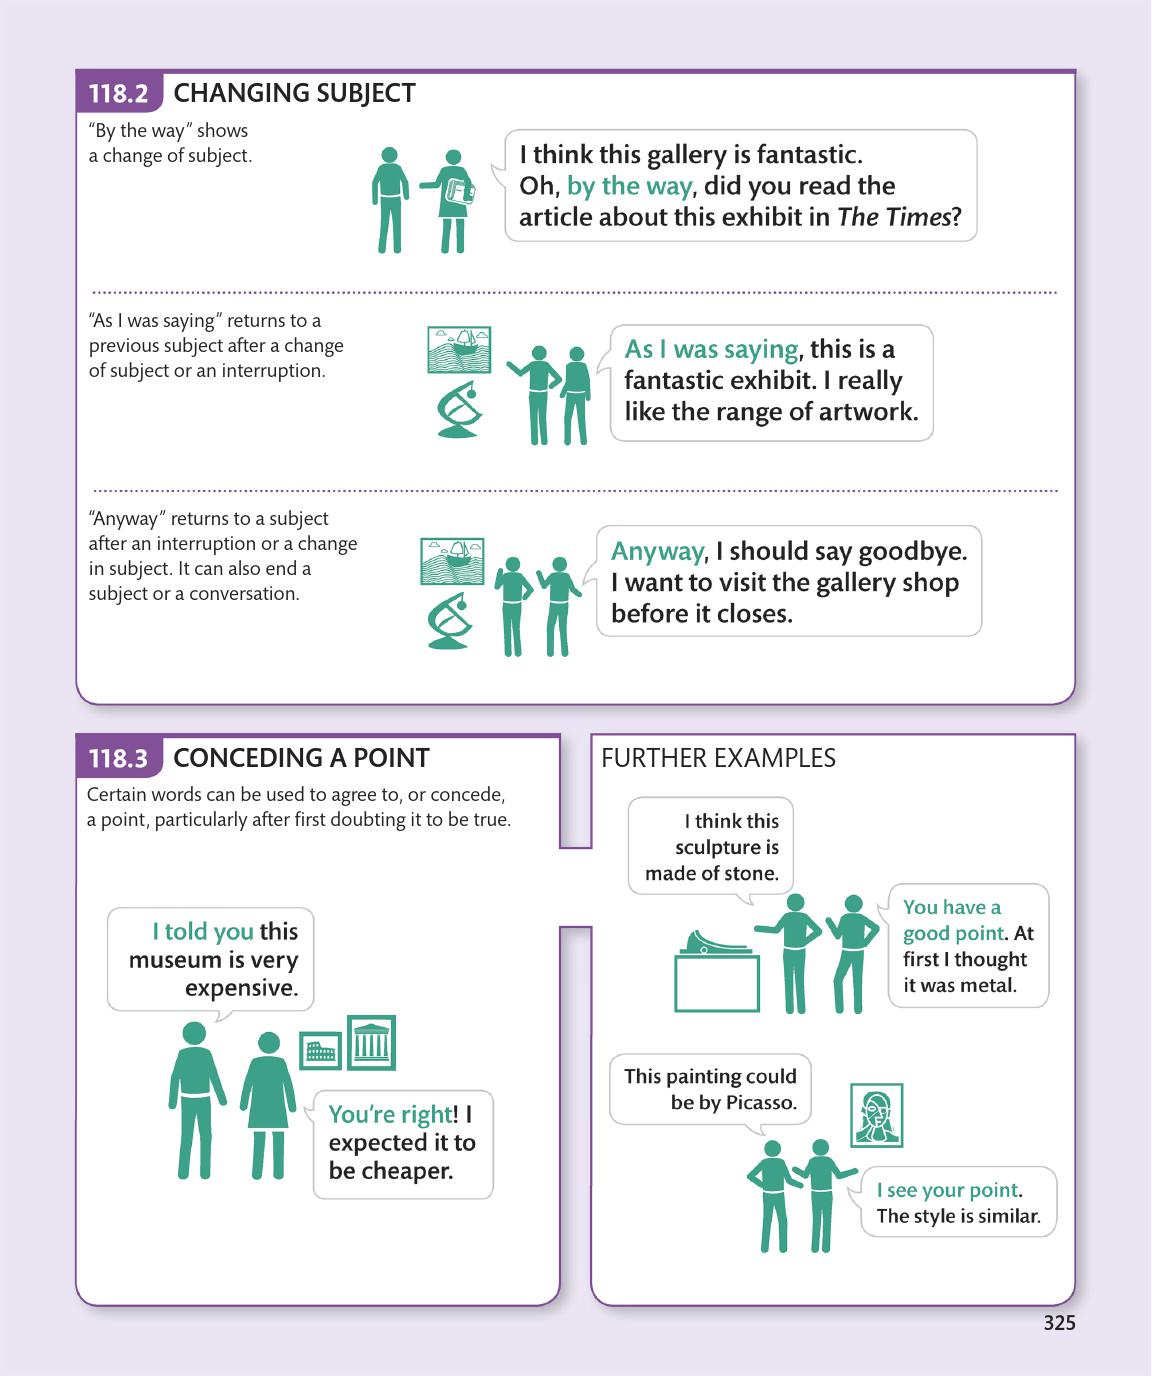 118.2 CHANGING SUBJECT
“By the way” shows
a change of subject.
I think this gallery is fantastic.
Oh, by the way, did you read the
article about this exhibit in The Times?
“As I was saying” returns to a
previous subject after a change
of subject or an interruption.
As I was saying, this is a
fantastic exhibit. I really
like the range of artwork.
“Anyway” returns to a subject
after an interruption or a change
in subject. It can also end a
subject or a conversation.
Anyway, I should say goodbye.
I want to visit the gallery shop
before it closes.
118.3 CONCEDING A POINT
Certain words can be used to agree to, or concede,
a point, particularly after first doubting it to be true.
I told you this
museum is very
expensive.
You’re right! I
expected it to
be cheaper.
FURTHER EXAMPLES
I think this
sculpture is
made of stone.
You have a
good point. At
first I thought
it was metal.
This painting could
be by Picasso.
I see your point.
The style is similar.
325